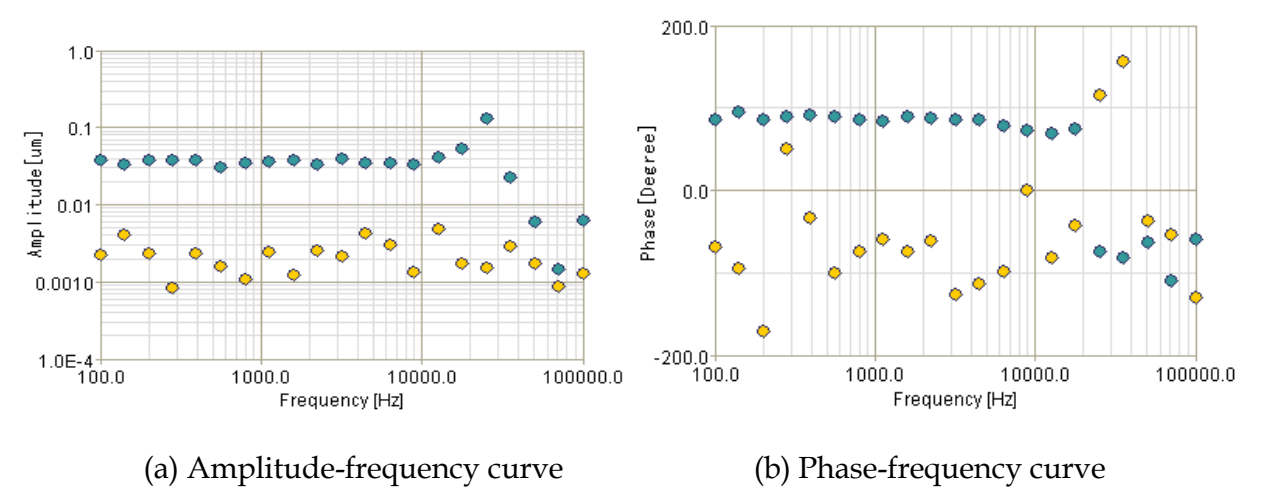 1.0
0.1
0.01
0.0010
1.0E-4
Amplitude[um]
100.0 1000.0 10000.0 100000.0
Frequency[Hz]
200.0
0.0
-200.0
Phase[Degree]
100.0 1000.0 10000.0 100000.0
Frequency[Hz]
(a) Amplitude-frequency curve
(b) Phase-frequency curve